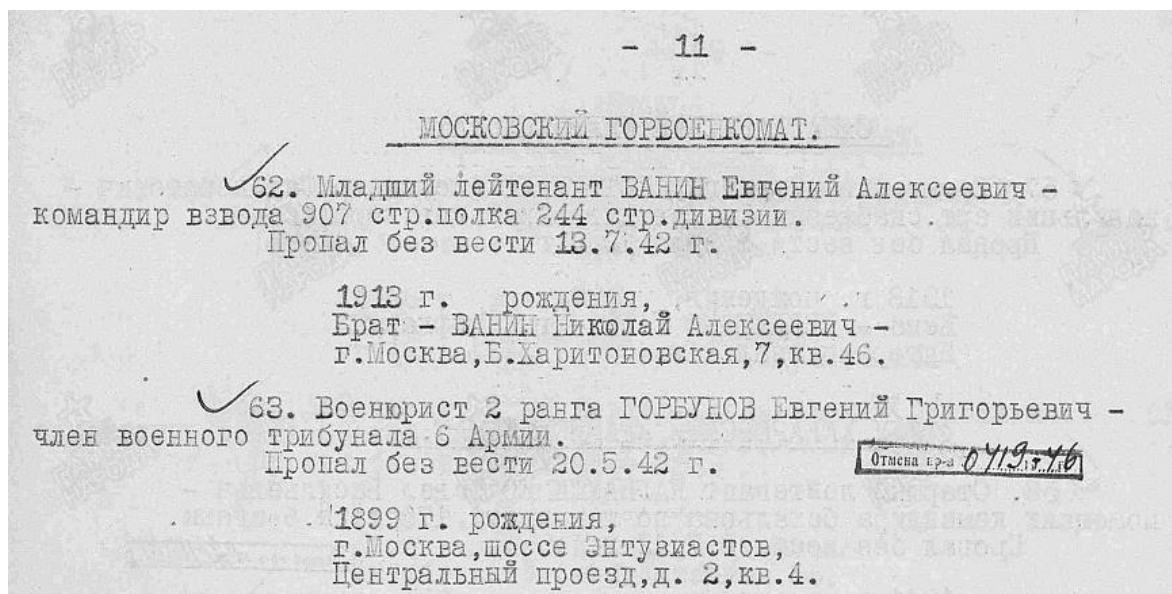 - 11 -
МОСКОВСКИЙ ГОРВОЕНКОМАТ.
62. Младший лейтенант ВАНИН Евгений Алексеевич -
командир взвода 907 стр.полка 244 стр.дивизии.
Пропал без вести 13.7.42 г.
1913 г. рождения,
Брат - ВАНИН Николай Алексеевич -
г.Москва,Б.Харитоновская,7,кв.46.
63. Военюрист 2 ранга ГОРБУНОВ Евгений Григорьевич -
член военного трибунала 6 Армии.
Пропал без вести 20.5.42 г.
Отмена пр-а 0419
1899 г. рождения,
г.Москва,шоссе Энтузиастов,
Центральный проезд,д. 2,кв.4.